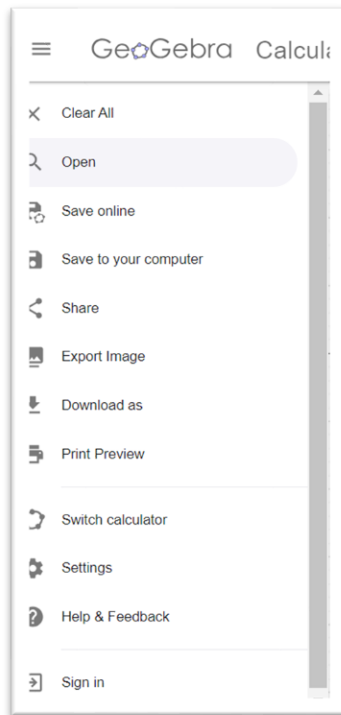 GeoGebra Calcula
Clear All
Open
Save online
Save to your computer
Share
Export Image
Download as
Print Preview
Switch calculator
Settings
Help & Feedback
Sign in